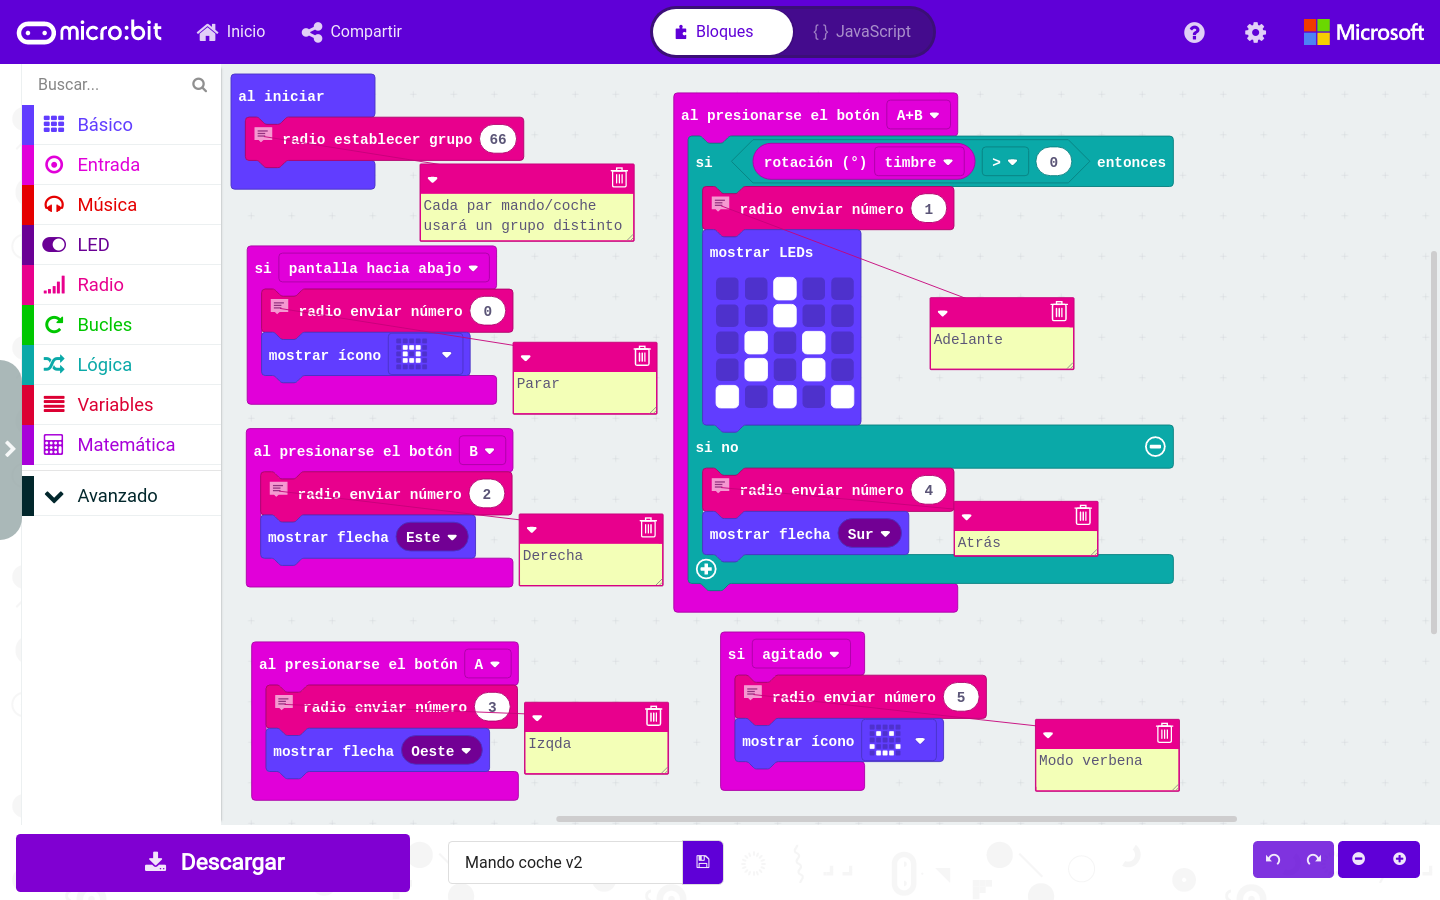 micro:bit
Inicio
Compartir
Bloques
{ } JavaScript
Microsoft
Buscar...
Básico
Entrada
Música
LED
Radio
Bucles
Lógica
Variables
Matemática
Avanzado
al iniciar
radio establecer grupo 66
Cada par mando/coche
usará un grupo distinto
si pantalla hacia abajo
radio enviar número 0
mostrar ícono
Parar
al presionarse el botón B
radio enviar número 2
mostrar flecha Este
Derecha
al presionarse el botón A
radio enviar número 3
mostrar flecha Oeste
Izqda
al presionarse el botón A+B
si rotación (°) timbre > 0 entonces
radio enviar número 1
mostrar LEDs
Adelante
si no
radio enviar número 4
mostrar flecha Sur
Atrás
si agitado
radio enviar número 5
mostrar ícono
Modo verbena
Descargar
Mando coche v2